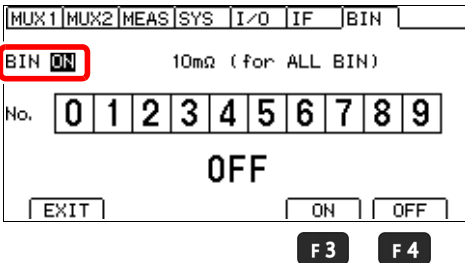 MUX1 MUX2 MEAS SYS I/O IF BIN
BIN ON 10mΩ (for ALL BIN)
No. 0 1 2 3 4 5 6 7 8 9
OFF
EXIT ON OFF
F3 F4